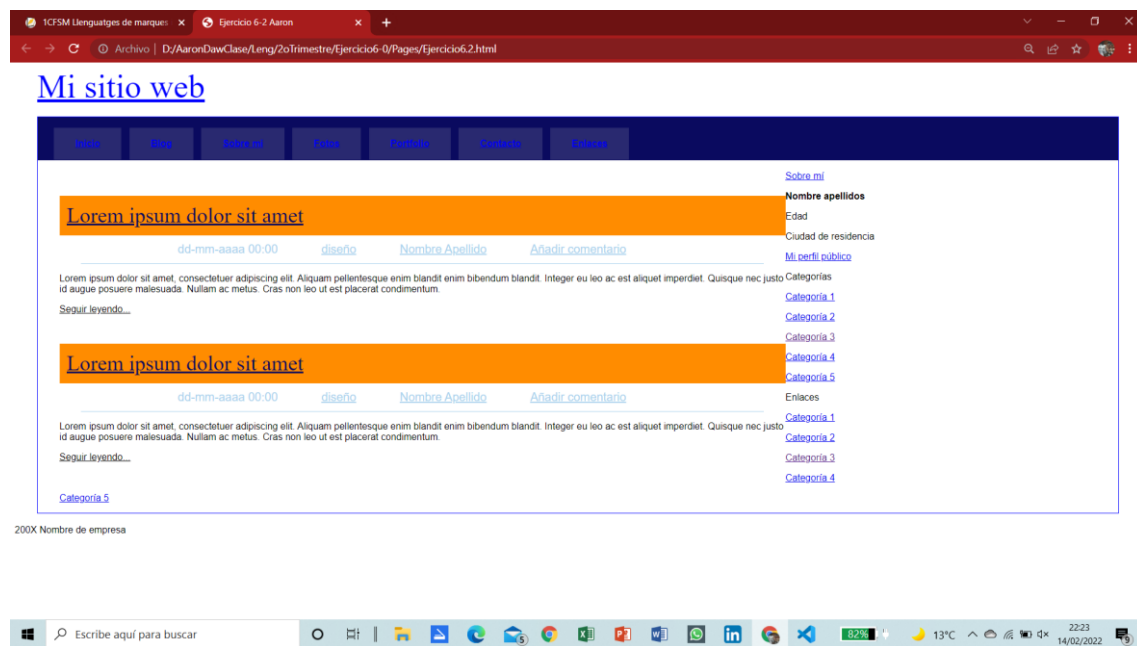 1CFSM Llenguatges de marques
Ejercicio 6-2 Aaron
Archivo | D:/AaronDawClase/Leng/2oTrimestre/Ejercicio6-0/Pages/Ejercicio6.2.html
Mi sitio web
Inicio Blog Sobre mí Fotos Portfolio Contacto Enlaces
Lorem ipsum dolor sit amet
dd-mm-aaaa 00:00 diseño Nombre Apellido Añadir comentario
Lorem ipsum dolor sit amet, consectetuer adipiscing elit. Aliquam pellentesque enim blandit enim bibendum blandit. Integer eu leo ac est aliquet imperdiet. Quisque nec justo
id augue posuere malesuada. Nullam ac metus. Cras non leo ut est placerat condimentum.
Seguir leyendo...
Lorem ipsum dolor sit amet
dd-mm-aaaa 00:00 diseño Nombre Apellido Añadir comentario
Lorem ipsum dolor sit amet, consectetuer adipiscing elit. Aliquam pellentesque enim blandit enim bibendum blandit. Integer eu leo ac est aliquet imperdiet. Quisque nec justo
id augue posuere malesuada. Nullam ac metus. Cras non leo ut est placerat condimentum.
Seguir leyendo...
Categoría 5
Sobre mí
Nombre apellidos
Edad
Ciudad de residencia
Mi perfil público
Categorías
Categoría 1
Categoría 2
Categoría 3
Categoría 4
Categoría 5
Enlaces
Categoría 1
Categoría 2
Categoría 3
Categoría 4
200X Nombre de empresa
Escribe aquí para buscar
5
82%
13°C
22:23
14/02/2022
9